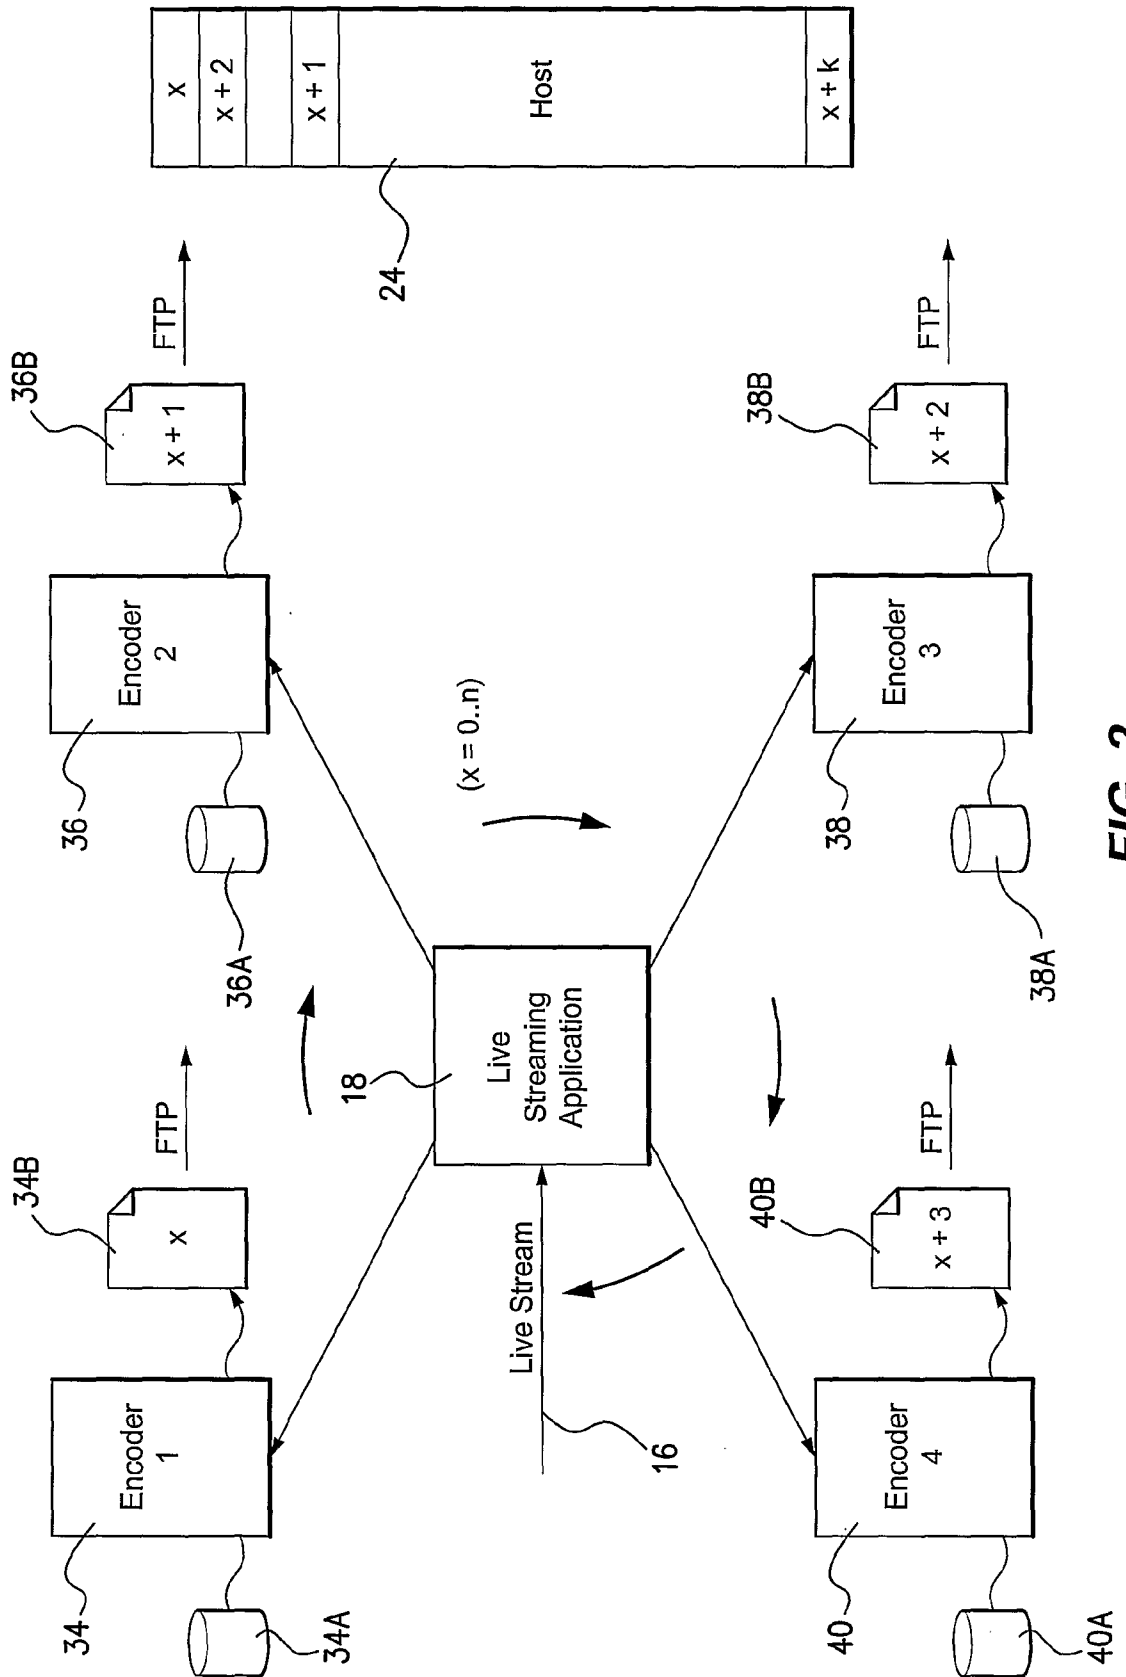 34
34A
Encoder
1
34B
x
FTP
36
36A
Encoder
2
36B
x + 1
FTP
18
Live
Streaming
Application
Live Stream
16
(x = 0..n)
24
x
x + 2
x + 1
Host
x + k
40
40A
Encoder
4
40B
x + 3
FTP
38
38A
Encoder
3
38B
x + 2
FTP
FIG.